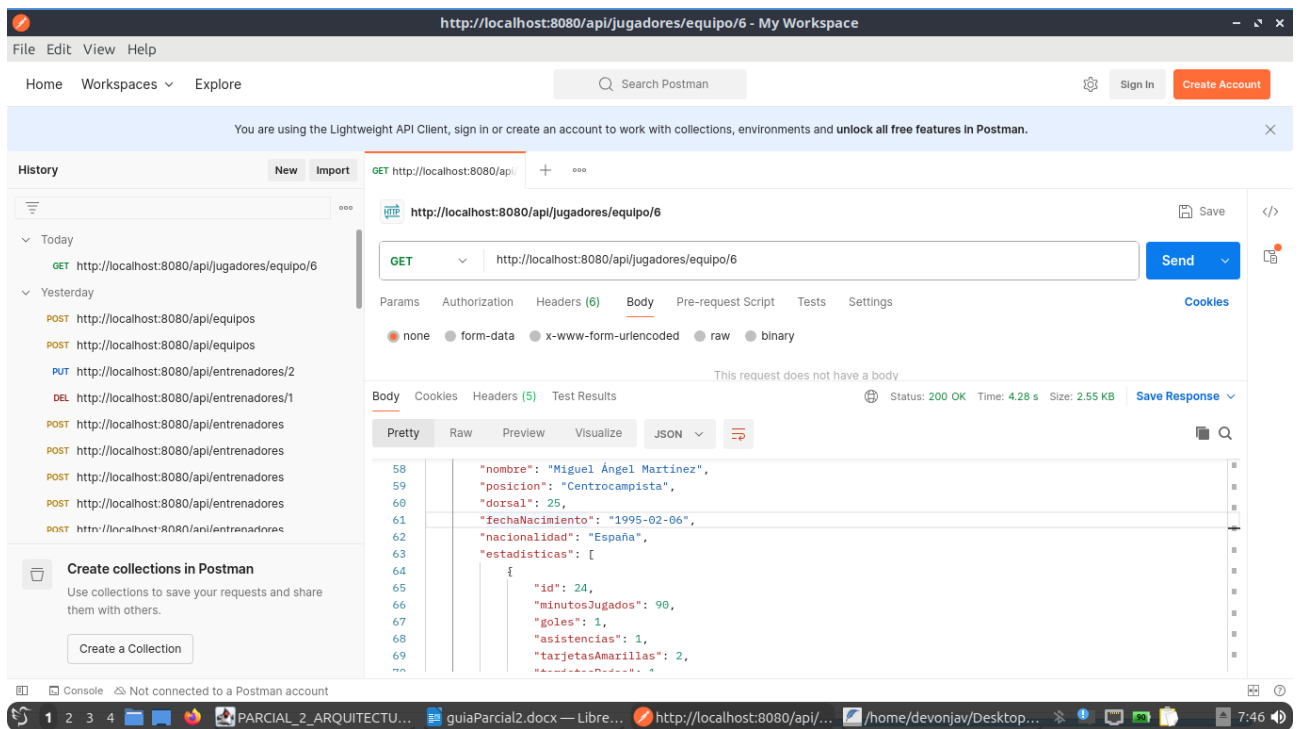 http://localhost:8080/api/jugadores/equipo/6 - My Workspace
File Edit View Help
Home Workspaces Explore Search Postman Sign In Create Account
You are using the Lightweight API Client, sign in or create an account to work with collections, environments and unlock all free features in Postman.
History New Import
GET http://localhost:8080/api/
HTTP http://localhost:8080/api/jugadores/equipo/6 Save
Today
GET http://localhost:8080/api/jugadores/equipo/6
Yesterday
POST http://localhost:8080/api/equipos
POST http://localhost:8080/api/equipos
PUT http://localhost:8080/api/entrenadores/2
DEL http://localhost:8080/api/entrenadores/1
POST http://localhost:8080/api/entrenadores
POST http://localhost:8080/api/entrenadores
POST http://localhost:8080/api/entrenadores
POST http://localhost:8080/api/entrenadores
POST http://localhost:8080/api/entrenadores
Create collections in Postman
Use collections to save your requests and share
them with others.
Create a Collection
GET http://localhost:8080/api/jugadores/equipo/6 Send
Params Authorization Headers (6) Body Pre-request Script Tests Settings Cookies
none form-data x-www-form-urlencoded raw binary
This request does not have a body
Body Cookies Headers (5) Test Results Status: 200 OK Time: 4.28 s Size: 2.55 KB Save Response
Pretty Raw Preview Visualize JSON
58 "nombre": "Miguel Ángel Martínez",
59 "posicion": "Centrocampista",
60 "dorsal": 25,
61 "fechaNacimiento": "1995-02-06",
62 "nacionalidad": "España",
63 "estadisticas": [
64 {
65 "id": 24,
66 "minutosJugados": 90,
67 "goles": 1,
68 "asistencias": 1,
69 "tarjetasAmarillas": 2,
70 "tarjetasRojas": 1
Console Not connected to a Postman account
1 2 3 4 PARCIAL_2_ARQUITECTU... guiaParcial2.docx — Libre... http://localhost:8080/api/... /home/devonjav/Desktop... 90 7:46